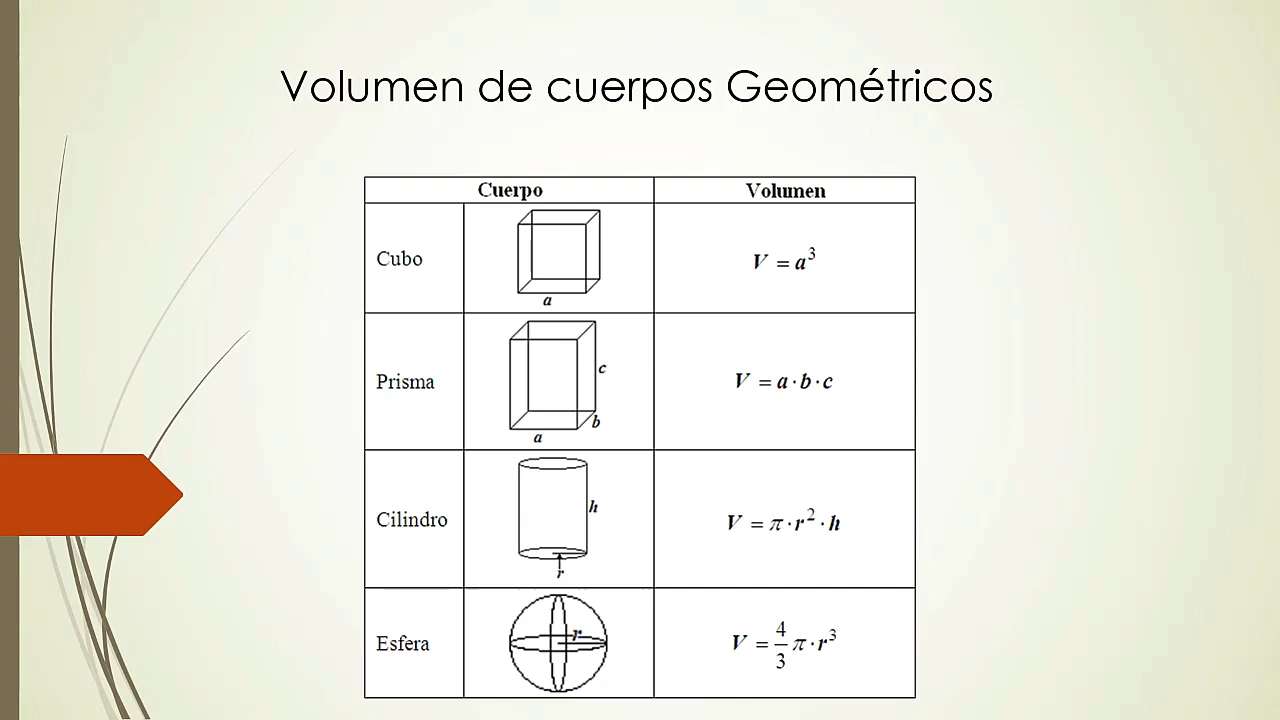 Volumen de cuerpos Geométricos
Cuerpo Volumen
Cubo
a
V = a³
Prisma
c
b
a
V = a · b · c
Cilindro
h
r
V = π · r² · h
Esfera
r
V = 4/3 π · r³